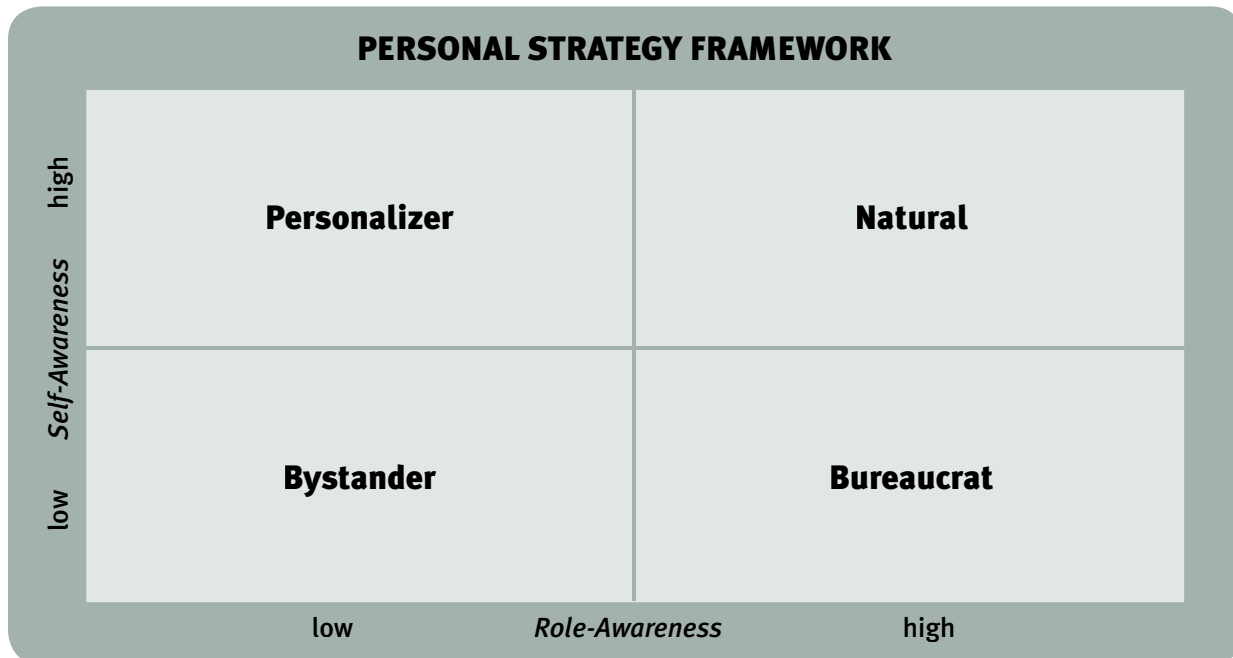 PERSONAL STRATEGY FRAMEWORK
high
Personalizer
Natural
Self-Awareness
low
Bystander
Bureaucrat
low
Role-Awareness
high